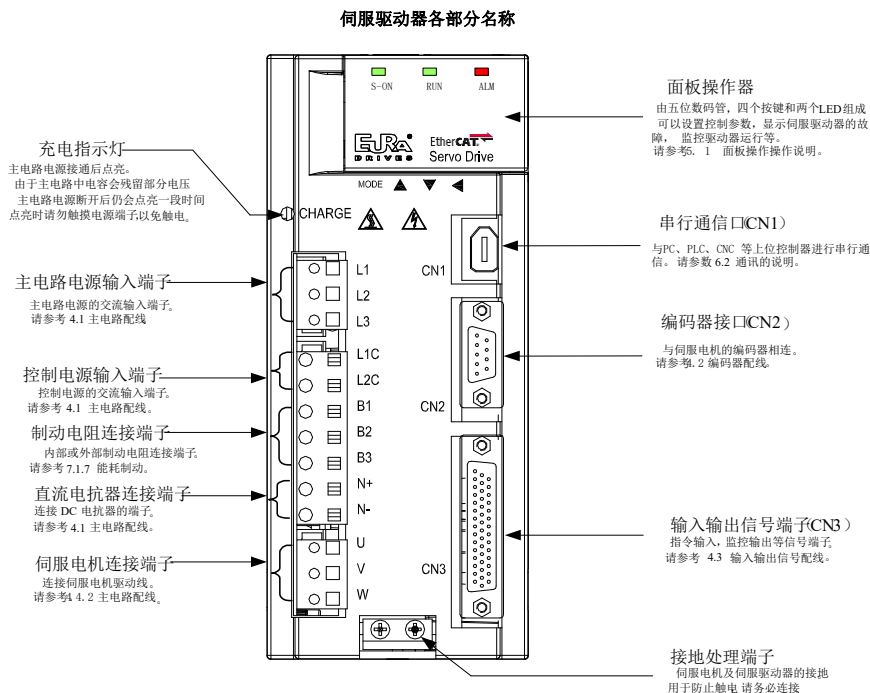 伺服驱动器各部分名称
S-ON RUN ALM
EURA
DRIVES
EtherCAT
Servo Drive
MODE
CHARGE
L1
L2
L3
L1C
L2C
B1
B2
B3
N+
N-
U
V
W
CN1
CN2
CN3
充电指示灯
主电路电源接通后点亮。
由于主电路中电容会残留部分电压
主电路电源断开后仍会点亮一段时间
点亮时请勿触摸电源端子以免触电。
主电路电源输入端子
主电路电源的交流输入端子。
请参考 4.1 主电路配线
控制电源输入端子
控制电源的交流输入端子。
请参考 4.1 主电路配线。
制动电阻连接端子
内部或外部制动电阻连接端子
请参考 7.1.7 能耗制动。
直流电抗器连接端子
连接 DC 电抗器的端子。
请参考 4.1 主电路配线。
伺服电机连接端子
连接伺服电机驱动线。
请参考4 4.2 主电路配线。
面板操作器
由五位数码管，四个按键和两个LED组成
可以设置控制参数，显示伺服驱动器的故
障， 监控驱动器运行等。
请参考5. 1 面板操作操作说明。
串行通信口(CN1）
与PC、PLC、CNC 等上位控制器进行串行通
信。 请参数 6.2 通讯的说明。
编码器接口(CN2）
与伺服电机的编码器相连。
请参考4.2 编码器配线。
输入输出信号端子(CN3）
指令输入，监控输出等信号端子。
请参考 4.3 输入输出信号配线。
接地处理端子
伺服电机及伺服驱动器的接地
用于防止触电 请务必连接